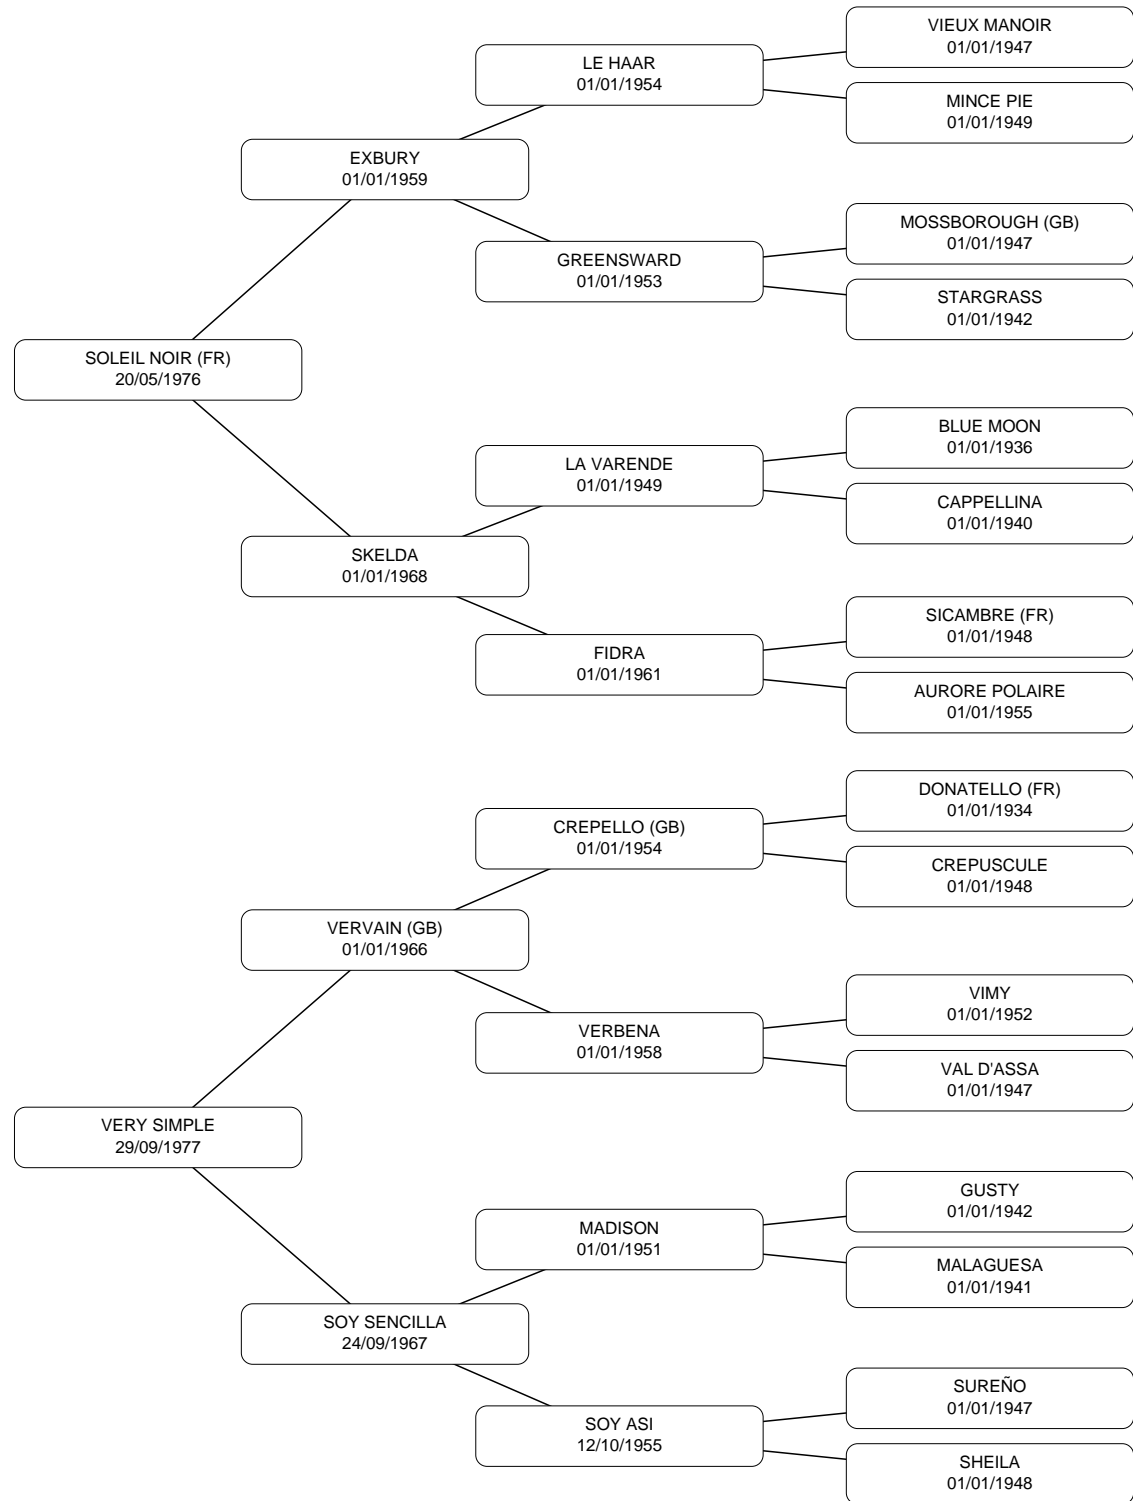 VIEUX MANOIR
01/01/1947
LE HAAR
01/01/1954
MINCE PIE
01/01/1949
EXBURY
01/01/1959
MOSSBOROUGH (GB)
01/01/1947
GREENSWARD
01/01/1953
STARGRASS
01/01/1942
SOLEIL NOIR (FR)
20/05/1976
BLUE MOON
01/01/1936
LA VARENDE
01/01/1949
CAPPELLINA
01/01/1940
SKELDA
01/01/1968
SICAMBRE (FR)
01/01/1948
FIDRA
01/01/1961
AURORE POLAIRE
01/01/1955
DONATELLO (FR)
01/01/1934
CREPELLO (GB)
01/01/1954
CREPUSCULE
01/01/1948
VERVAIN (GB)
01/01/1966
VIMY
01/01/1952
VERBENA
01/01/1958
VAL D'ASSA
01/01/1947
VERY SIMPLE
29/09/1977
GUSTY
01/01/1942
MADISON
01/01/1951
MALAGUESA
01/01/1941
SOY SENCILLA
24/09/1967
SUREÑO
01/01/1947
SOY ASI
12/10/1955
SHEILA
01/01/1948